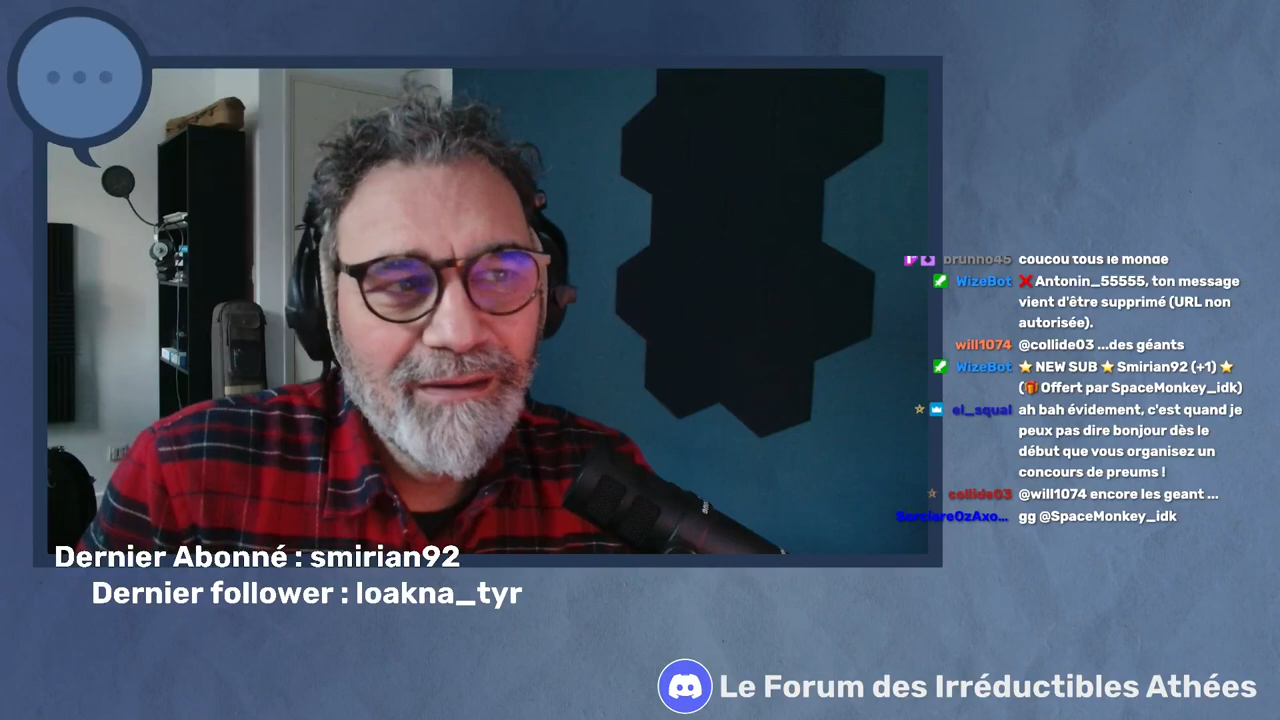 brunno45 coucou tous le monde
WizeBot ❌Antonin_55555, ton message
vient d'être supprimé (URL non
autorisée).
will1074 @collide03 ...des géants
WizeBot ⭐ NEW SUB ⭐ Smirian92 (+1) ⭐
(🎁 Offert par SpaceMonkey_idk)
el_squal ah bah évidement, c'est quand je
peux pas dire bonjour dès le
début que vous organisez un
concours de preums !
collide03 @will1074 encore les geant ...
SorciereOzAxo... gg @SpaceMonkey_idk
Dernier Abonné : smirian92
Dernier follower : loakna_tyr
Le Forum des Irréductibles Athées